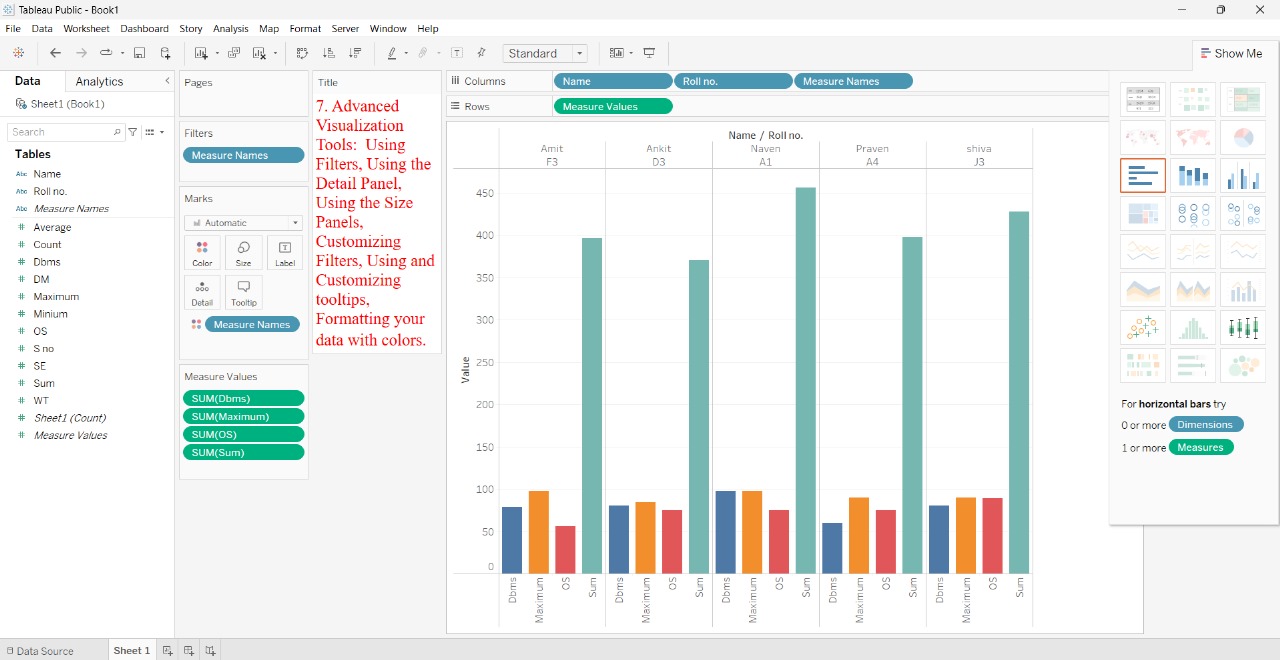 Tableau Public - Book1
File Data Worksheet Dashboard Story Analysis Map Format Server Window Help
Standard
Show Me
Data Analytics
Sheet1 (Book1)
Search
Tables
Abc Name
Abc Roll no.
Abc Measure Names
# Average
# Count
# Dbms
# DM
# Maximum
# Minium
# OS
# S no
# SE
# Sum
# WT
# Sheet1 (Count)
# Measure Values
Pages
Filters
Measure Names
Marks
Automatic
Color Size Label
Detail Tooltip
Measure Names
Measure Values
SUM(Dbms)
SUM(Maximum)
SUM(OS)
SUM(Sum)
Title
7. Advanced
Visualization
Tools: Using
Filters, Using the
Detail Panel,
Using the Size
Panels,
Customizing
Filters, Using and
Customizing
tooltips,
Formatting your
data with colors.
Columns Name Roll no. Measure Names
Rows Measure Values
Name / Roll no.
Amit Ankit Naven Praven shiva
F3 D3 A1 A4 J3
Value
450
400
350
300
250
200
150
100
50
0
Dbms Maximum OS Sum Dbms Maximum OS Sum Dbms Maximum OS Sum Dbms Maximum OS Sum Dbms Maximum OS Sum
For horizontal bars try
0 or more Dimensions
1 or more Measures
Data Source Sheet 1